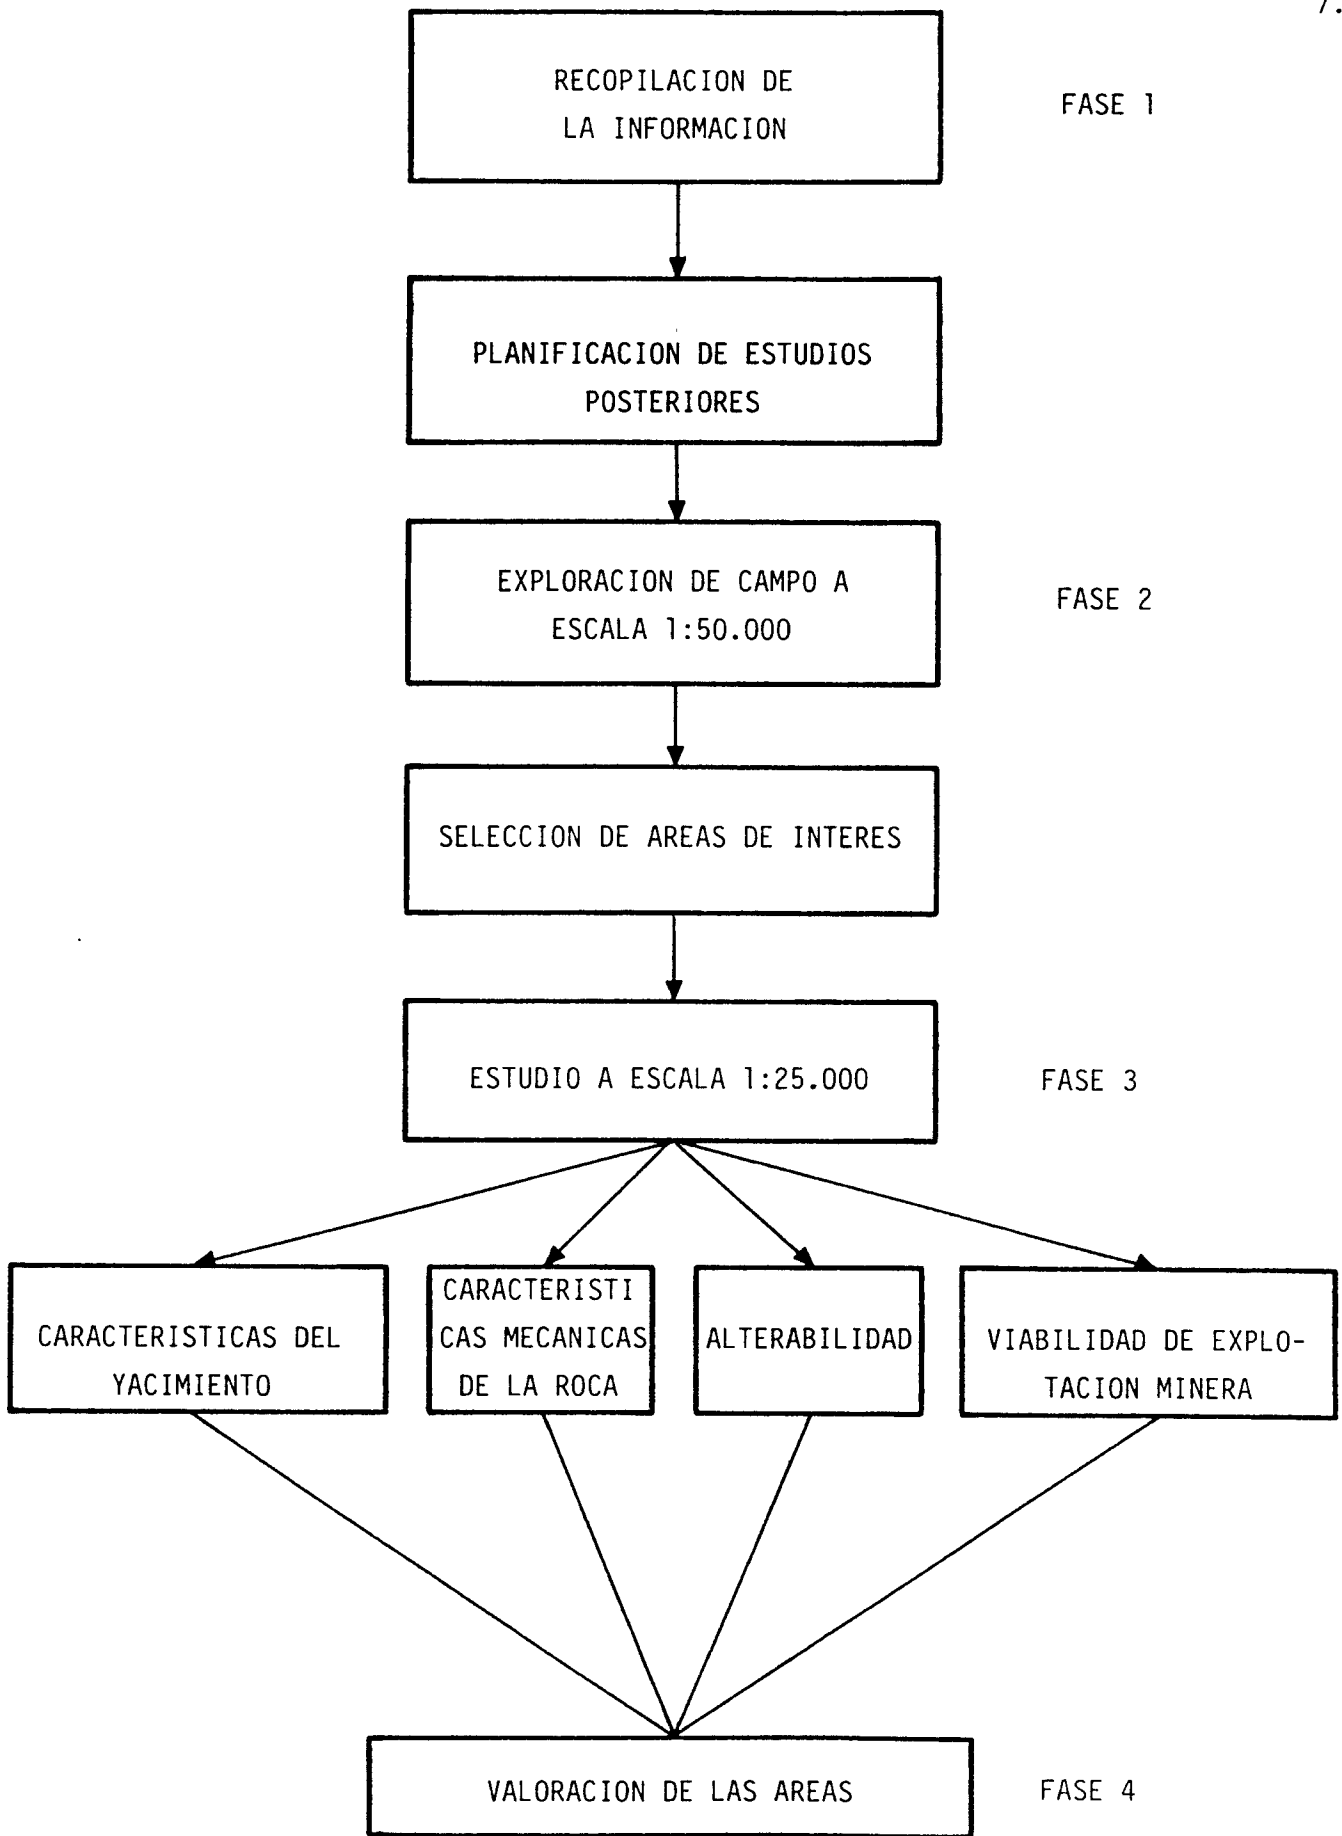 7.
RECOPILACION DE
LA INFORMACION
FASE 1
PLANIFICACION DE ESTUDIOS
POSTERIORES
EXPLORACION DE CAMPO A
ESCALA 1:50.000
FASE 2
SELECCION DE AREAS DE INTERES
ESTUDIO A ESCALA 1:25.000
FASE 3
CARACTERISTICAS DEL
YACIMIENTO
CARACTERISTI
CAS MECANICAS
DE LA ROCA
ALTERABILIDAD
VIABILIDAD DE EXPLO-
TACION MINERA
VALORACION DE LAS AREAS
FASE 4